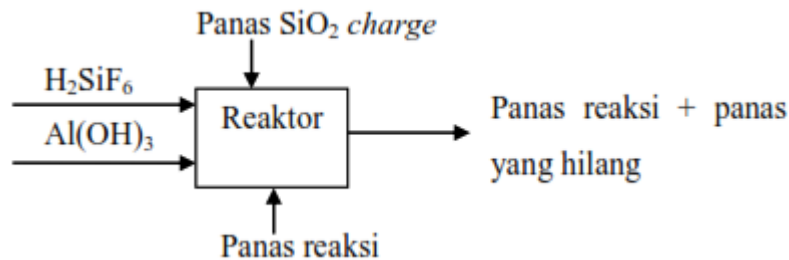 Panas SiO₂ charge
H₂SiF₆
Al(OH)₃
Reaktor
Panas reaksi + panas
yang hilang
Panas reaksi